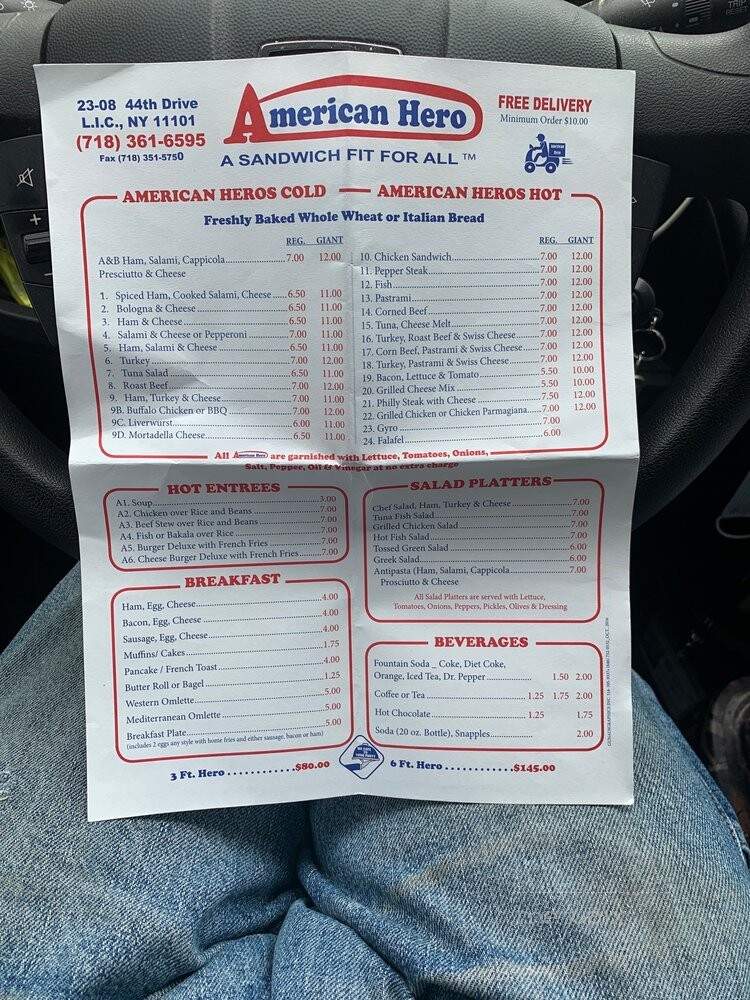 23-08 44th Drive
L.I.C., NY 11101
(718) 361-6595
Fax (718) 351-5750
American Hero
A SANDWICH FIT FOR ALL ™
FREE DELIVERY
Minimum Order $10.00
AMERICAN HEROS COLD
AMERICAN HEROS HOT
Freshly Baked Whole Wheat or Italian Bread
REG. GIANT
A&B Ham, Salami, Cappicola 7.00 12.00
Presciutto & Cheese
1. Spiced Ham, Cooked Salami, Cheese 6.50 11.00
2. Bologna & Cheese 6.50 11.00
3. Ham & Cheese 6.50 11.00
4. Salami & Cheese or Pepperoni 7.00 11.00
5. Ham, Salami & Cheese 6.50 11.00
6. Turkey 7.00 12.00
7. Tuna Salad 6.50 11.00
8. Roast Beef 7.00 12.00
9. Ham, Turkey & Cheese 7.00 11.00
9B. Buffalo Chicken or BBQ 7.00 12.00
9C. Liverwurst 6.00 11.00
9D. Mortadella Cheese 6.50 11.00
REG. GIANT
10. Chicken Sandwich 7.00 12.00
11. Pepper Steak 7.00 12.00
12. Fish 7.00 12.00
13. Pastrami 7.00 12.00
14. Corned Beef 7.00 12.00
15. Tuna, Cheese Melt 7.00 12.00
16. Turkey, Roast Beef & Swiss Cheese 7.00 12.00
17. Corn Beef, Pastrami & Swiss Cheese 7.00 12.00
18. Turkey, Pastrami & Swiss Cheese 7.00 12.00
19. Bacon, Lettuce & Tomato 5.50 10.00
20. Grilled Cheese Mix 5.50 10.00
21. Philly Steak with Cheese 7.50 12.00
22. Grilled Chicken or Chicken Parmagiana 7.00 12.00
23. Gyro 7.00
24. Falafel 6.00
All American Hero are garnished with Lettuce, Tomatoes, Onions,
Salt, Pepper, Oil & Vinegar at no extra charge
HOT ENTREES
A1. Soup 3.00
A2. Chicken over Rice and Beans 7.00
A3. Beef Stew over Rice and Beans 7.00
A4. Fish or Bakala over Rice 7.00
A5. Burger Deluxe with French Fries 7.00
A6. Cheese Burger Deluxe with French Fries 7.00
SALAD PLATTERS
Chef Salad, Ham, Turkey & Cheese 7.00
Tuna Fish Salad 7.00
Grilled Chicken Salad 7.00
Hot Fish Salad 7.00
Tossed Green Salad 6.00
Greek Salad 6.00
Antipasta (Ham, Salami, Cappicola 7.00
Prosciutto & Cheese
All Salad Platters are served with Lettuce,
Tomatoes, Onions, Peppers, Pickles, Olives & Dressing
BREAKFAST
Ham, Egg, Cheese 4.00
Bacon, Egg, Cheese 4.00
Sausage, Egg, Cheese 4.00
Muffins/ Cakes 1.75
Pancake / French Toast 4.00
Butter Roll or Bagel 1.25
Western Omlette 5.00
Mediterranean Omlette 5.00
Breakfast Plate 5.00
(includes 2 eggs any style with home fries and either sausage, bacon or ham)
BEVERAGES
Fountain Soda _ Coke, Diet Coke,
Orange, Iced Tea, Dr. Pepper 1.50 2.00
Coffee or Tea 1.25 1.75 2.00
Hot Chocolate 1.25 1.75
Soda (20 oz. Bottle), Snapples 2.00
3 Ft. Hero $80.00
6 Ft. Hero $145.00